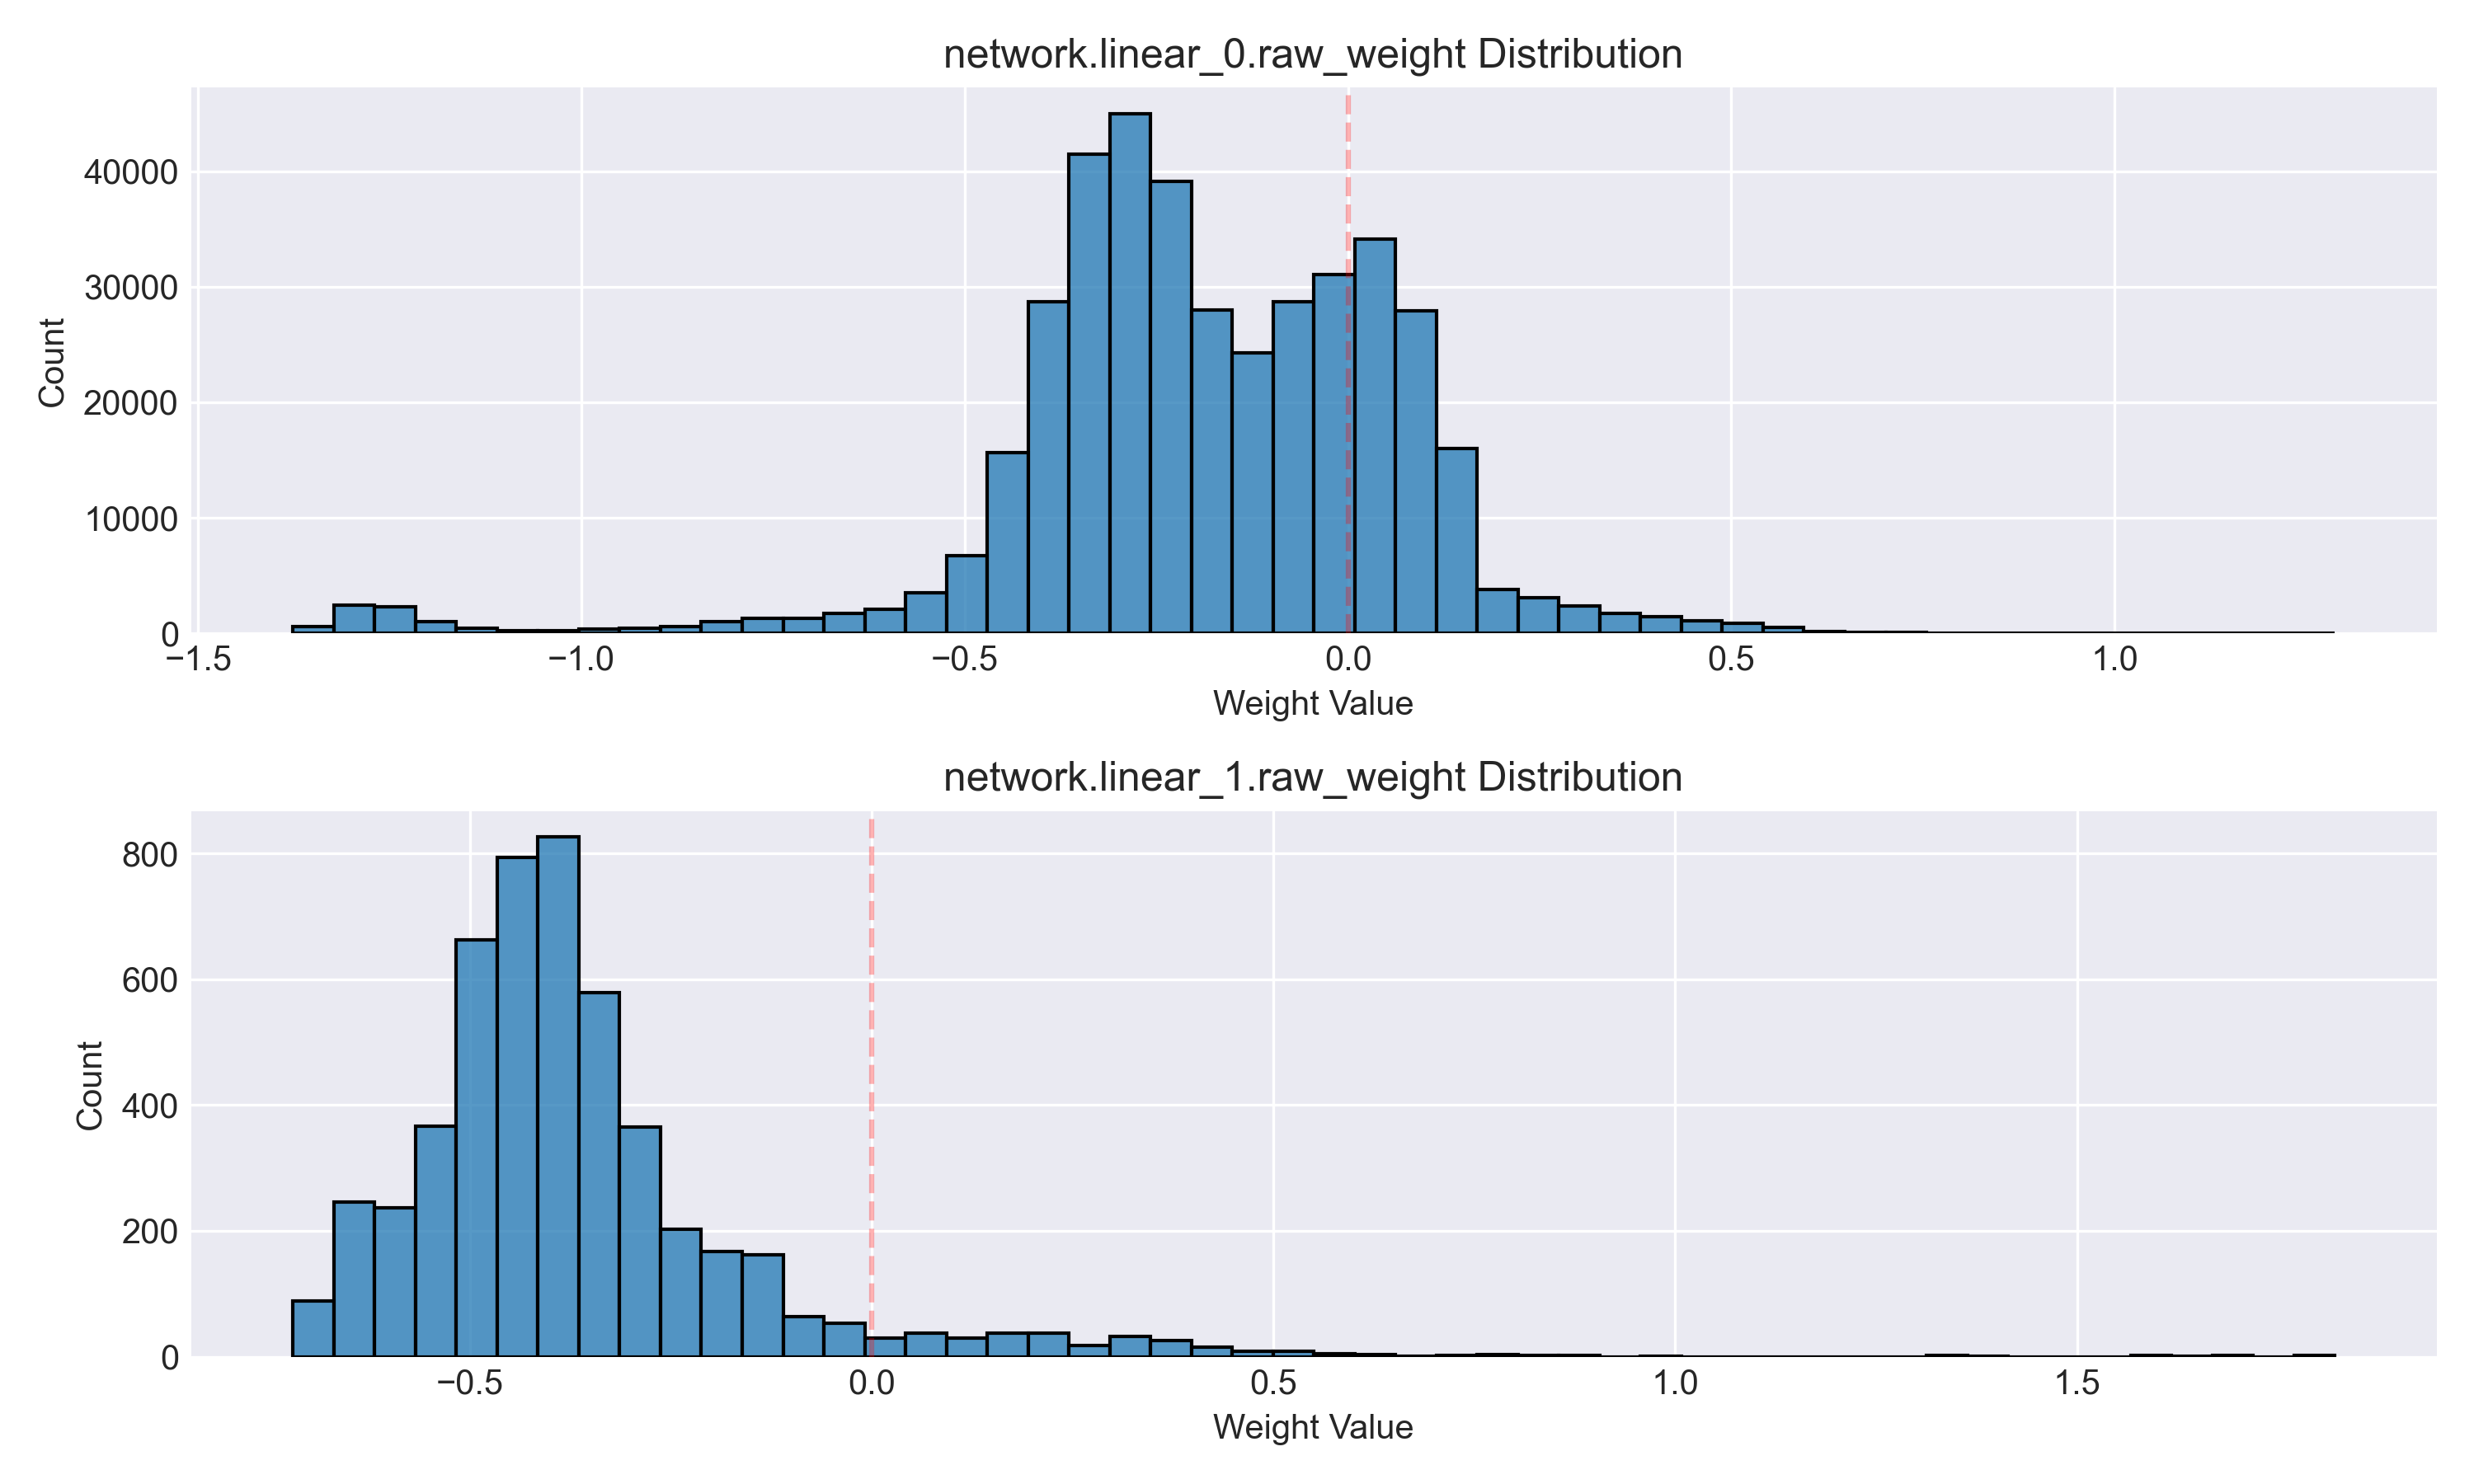 network.linear_0.raw_weight Distribution
Count
40000
30000
20000
10000
0
−1.5 −1.0 −0.5 0.0 0.5 1.0
Weight Value
network.linear_1.raw_weight Distribution
Count
800
600
400
200
0
−0.5 0.0 0.5 1.0 1.5
Weight Value